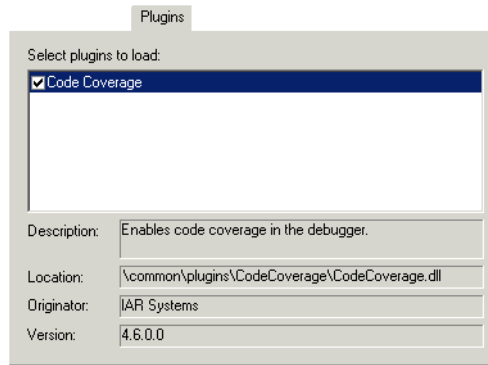 Plugins
Select plugins to load:
Code Coverage
Description: Enables code coverage in the debugger.
Location: \common\plugins\CodeCoverage\CodeCoverage.dll
Originator: IAR Systems
Version: 4.6.0.0